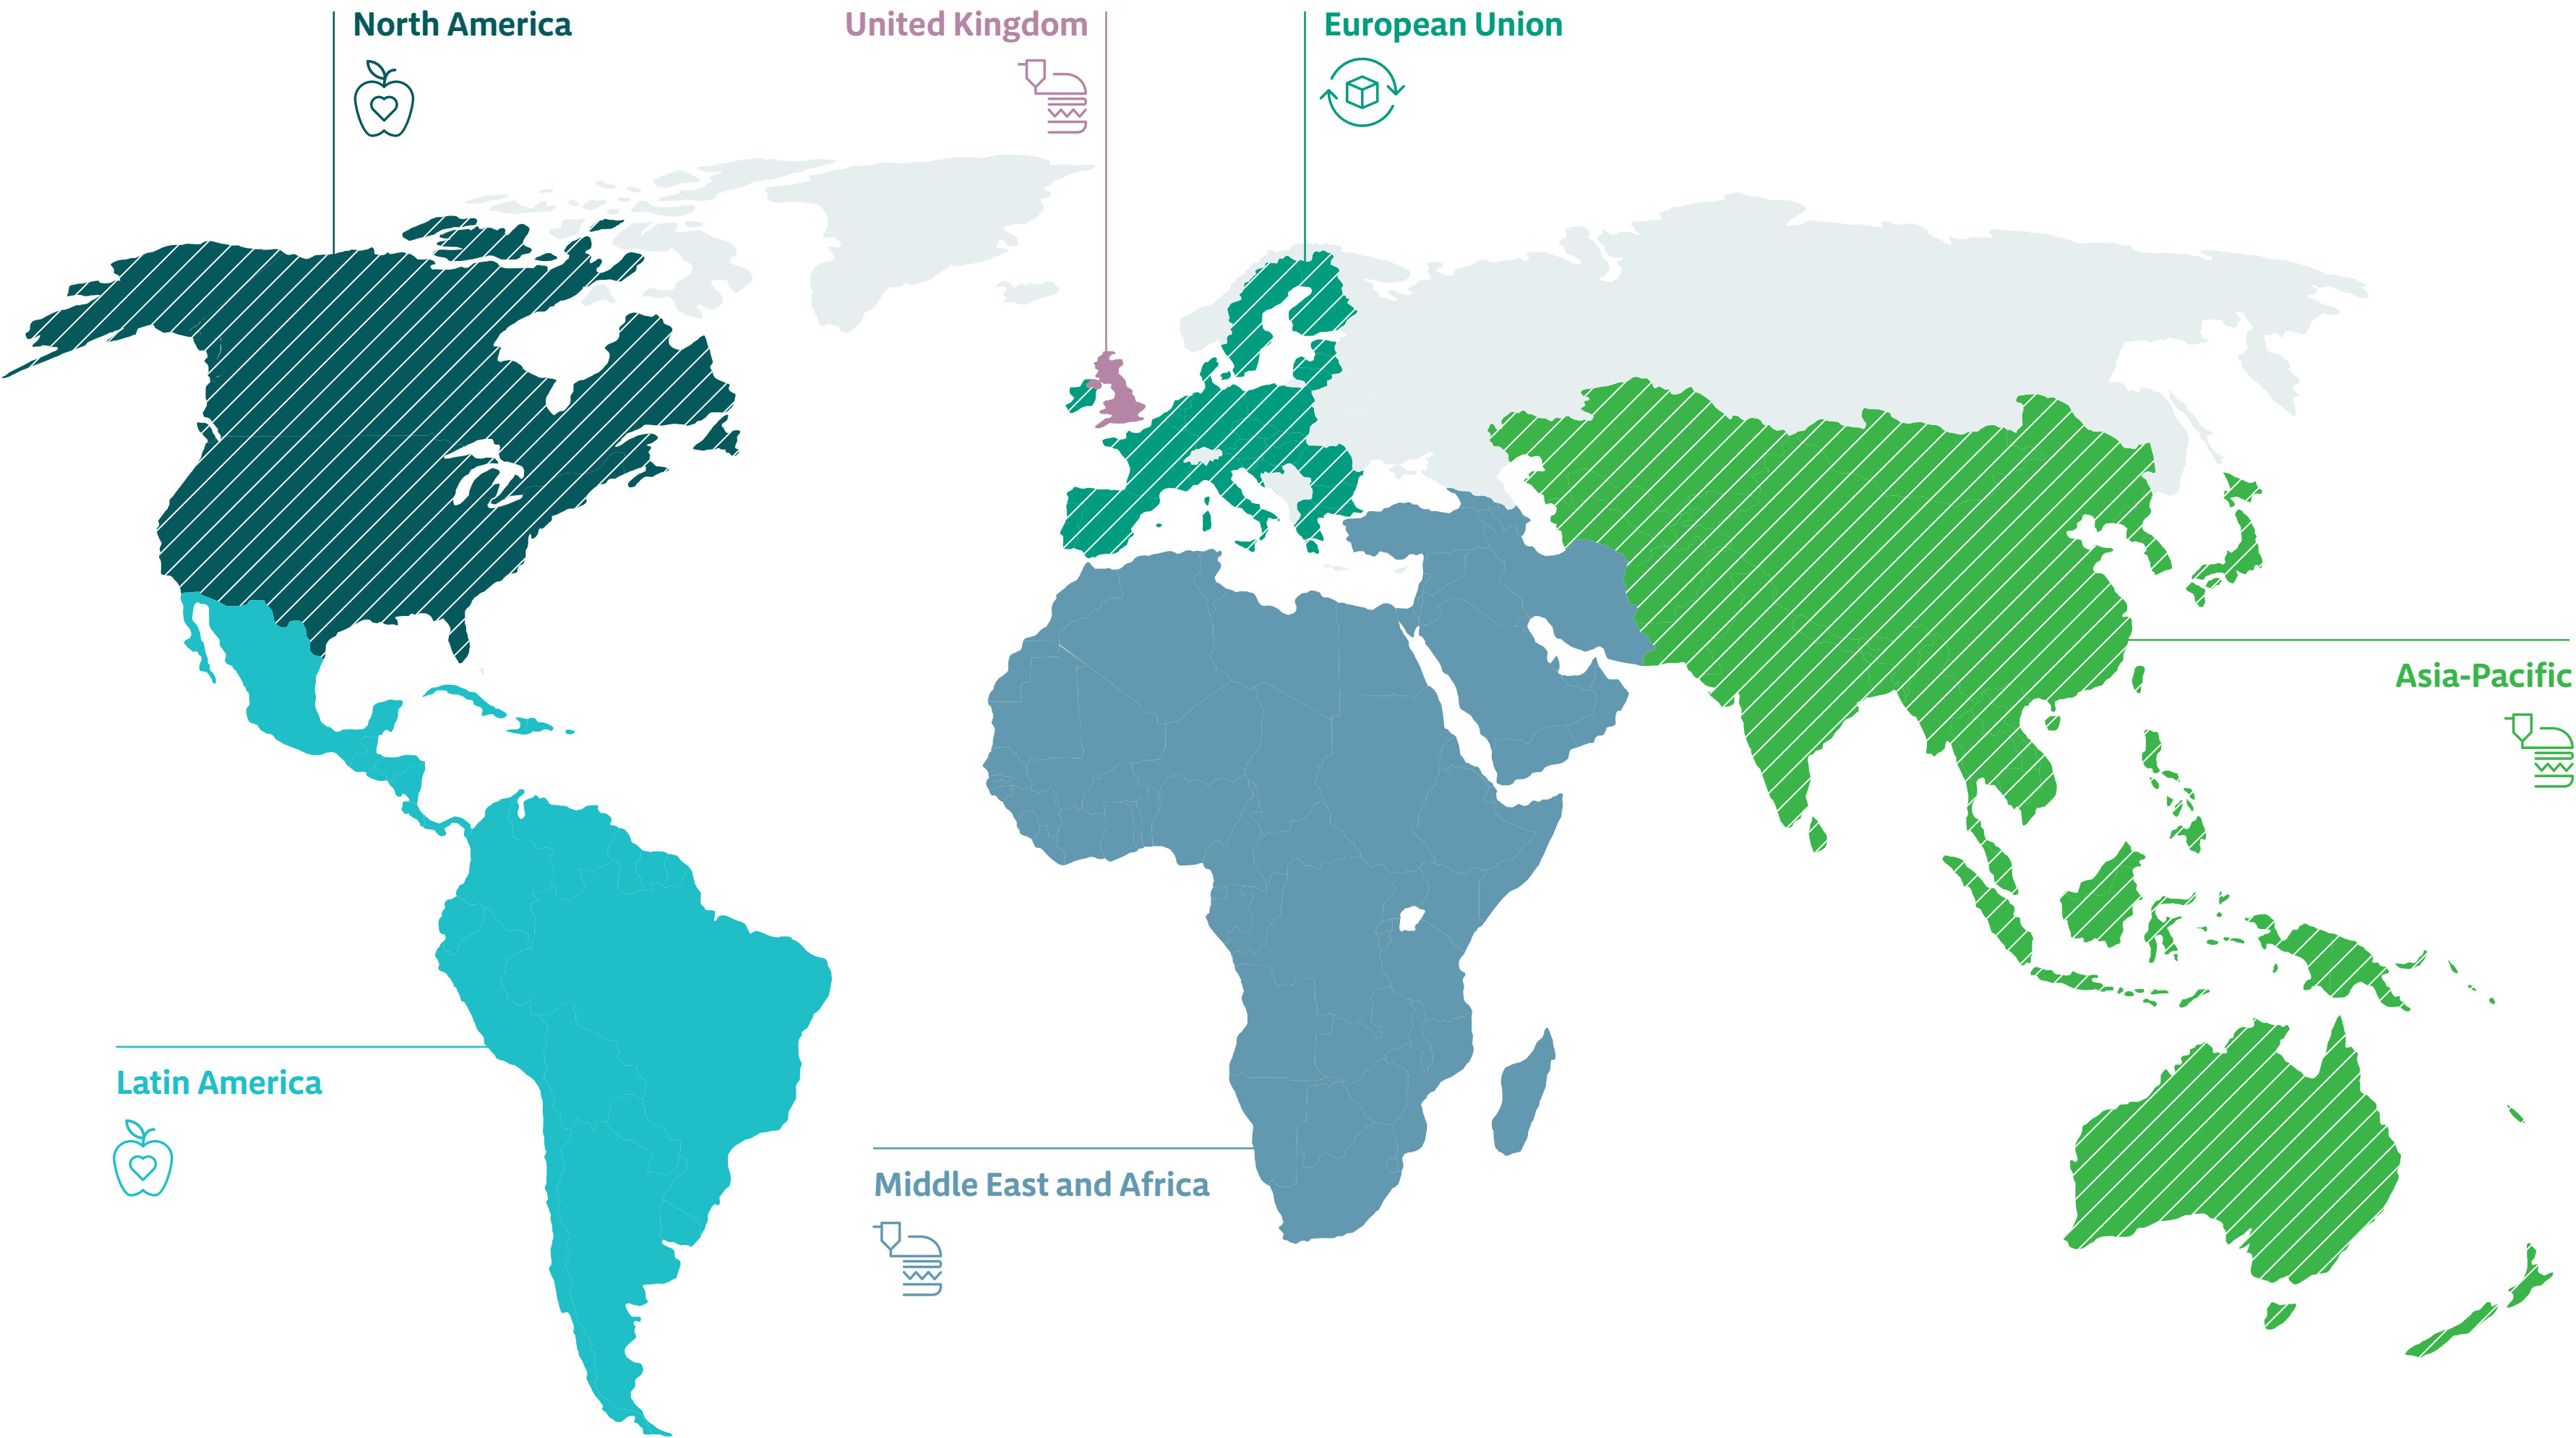 North America
United Kingdom
European Union
Asia-Pacific
Latin America
Middle East and Africa